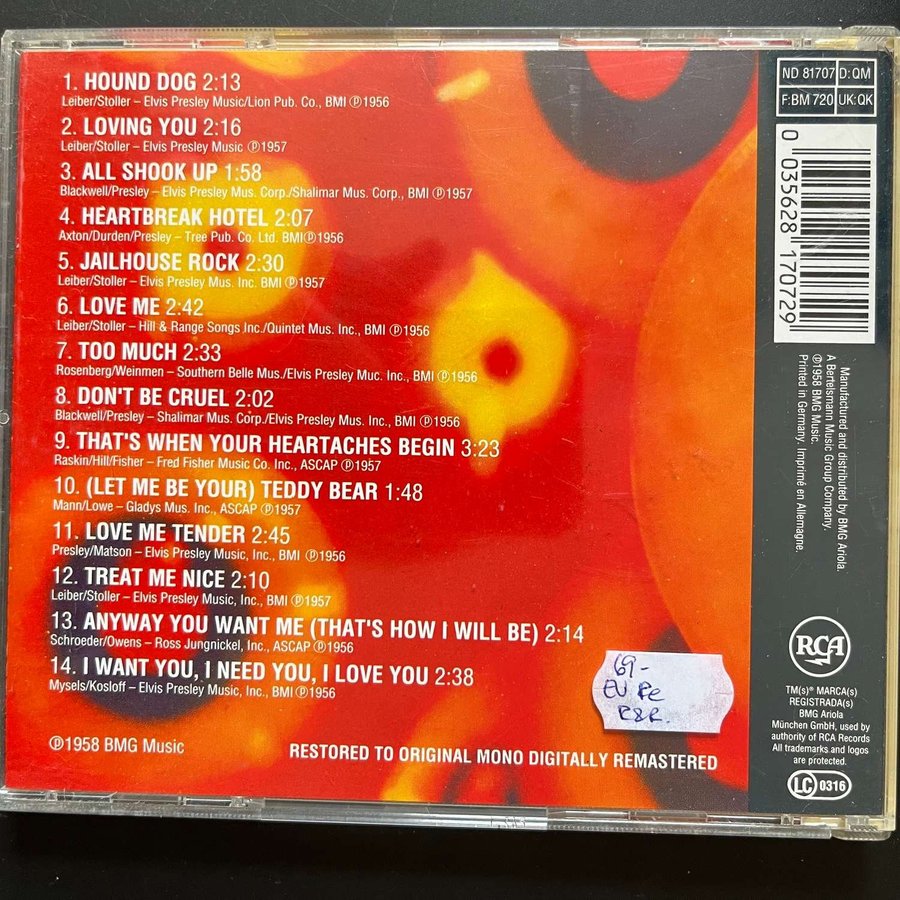 1. HOUND DOG 2:13
Leiber/Stoller – Elvis Presley Music/Lion Pub. Co., BMI ℗1956
2. LOVING YOU 2:16
Leiber/Stoller – Elvis Presley Music ℗1957
3. ALL SHOOK UP 1:58
Blackwell/Presley – Elvis Presley Mus. Corp./Shalimar Mus. Corp., BMI ℗1957
4. HEARTBREAK HOTEL 2:07
Axton/Durden/Presley – Tree Pub. Co. Ltd. BMI℗1956
5. JAILHOUSE ROCK 2:30
Leiber/Stoller – Elvis Presley Mus. Inc. BMI ℗1957
6. LOVE ME 2:42
Leiber/Stoller – Hill & Range Songs Inc./Quintet Mus. Inc., BMI ℗1956
7. TOO MUCH 2:33
Rosenberg/Weinmen – Southern Belle Mus./Elvis Presley Muc. Inc., BMI ℗1956
8. DON'T BE CRUEL 2:02
Blackwell/Presley – Shalimar Mus. Corp./Elvis Presley Mus. Inc., BMI ℗1956
9. THAT'S WHEN YOUR HEARTACHES BEGIN 3:23
Raskin/Hill/Fisher – Fred Fisher Music Co. Inc., ASCAP ℗1957
10. (LET ME BE YOUR) TEDDY BEAR 1:48
Mann/Lowe – Gladys Mus. Inc., ASCAP ℗1957
11. LOVE ME TENDER 2:45
Presley/Matson – Elvis Presley Music, Inc., BMI ℗1956
12. TREAT ME NICE 2:10
Leiber/Stoller – Elvis Presley Music, Inc., BMI ℗1957
13. ANYWAY YOU WANT ME (THAT'S HOW I WILL BE) 2:14
Schroeder/Owens – Ross Jungnickel, Inc., ASCAP ℗1956
14. I WANT YOU, I NEED YOU, I LOVE YOU 2:38
Mysels/Kosloff – Elvis Presley Music, Inc., BMI ℗1956
℗1958 BMG Music
RESTORED TO ORIGINAL MONO DIGITALLY REMASTERED
69-
EU Pe
R&R.
ND 81707 D:QM
F:BM 720 UK:QK
0 035628 170729
Manufactured and distributed by BMG Ariola.
A Bertelsmann Music Group Company.
℗1958 BMG Music.
Printed in Germany. Imprimé en Allemagne.
RCA
TM(s)® MARCA(s)
REGISTRADA(s)
BMG Ariola
München GmbH, used by
authority of RCA Records
All trademarks and logos
are protected.
LC 0316